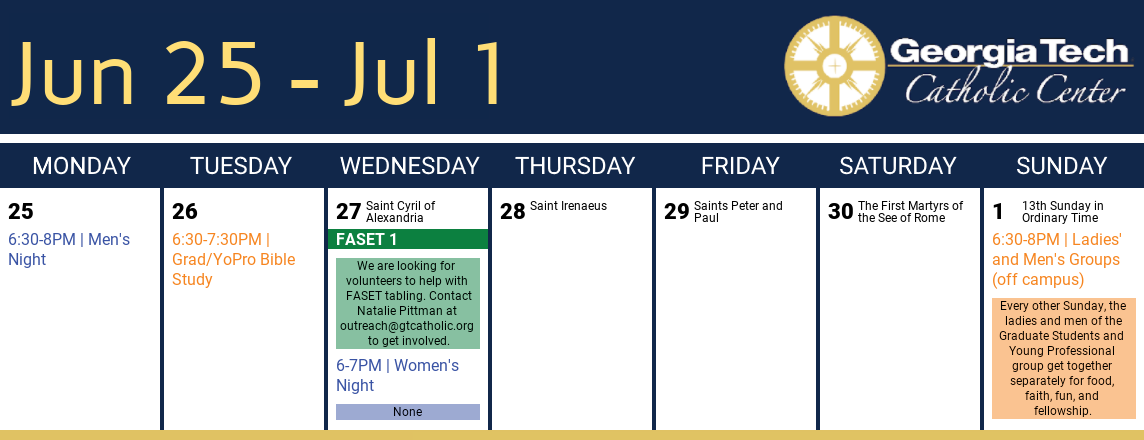 Jun 25 - Jul 1
Georgia Tech
Catholic Center
MONDAY
TUESDAY
WEDNESDAY
THURSDAY
FRIDAY
SATURDAY
SUNDAY
25
6:30-8PM | Men's
Night
26
6:30-7:30PM |
Grad/YoPro Bible
Study
27 Saint Cyril of
Alexandria
FASET 1
We are looking for
volunteers to help with
FASET tabling. Contact
Natalie Pittman at
outreach@gtcatholic.org
to get involved.
6-7PM | Women's
Night
None
28 Saint Irenaeus
29 Saints Peter and
Paul
30 The First Martyrs of
the See of Rome
1 13th Sunday in
Ordinary Time
6:30-8PM | Ladies'
and Men's Groups
(off campus)
Every other Sunday, the
ladies and men of the
Graduate Students and
Young Professional
group get together
separately for food,
faith, fun, and
fellowship.